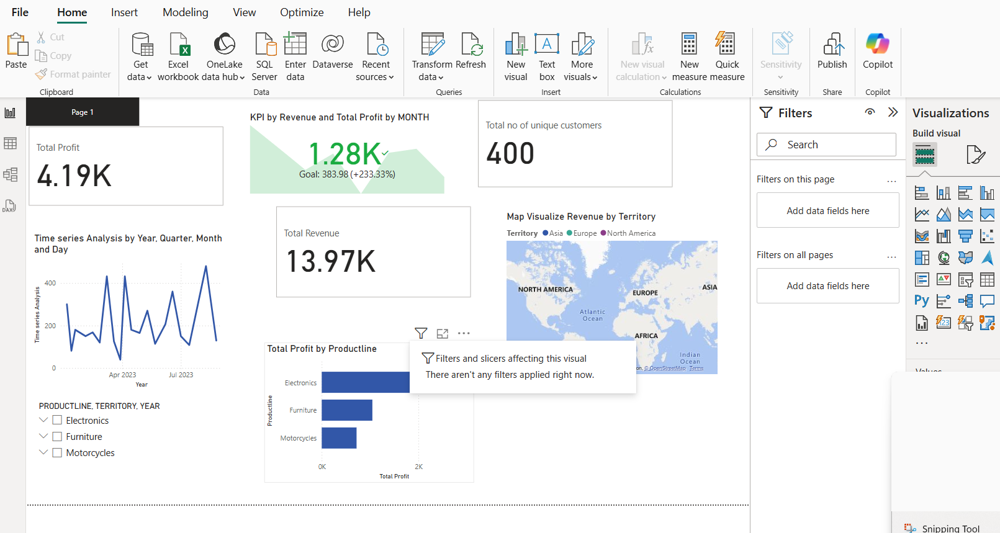 File Home Insert Modeling View Optimize Help
Paste
Cut
Copy
Format painter
Clipboard
Get data
Excel workbook
OneLake data hub
SQL Server
Enter data
Dataverse
Recent sources
Data
Transform data
Refresh
Queries
New visual
A
Text box
More visuals
Insert
fx
New visual calculation
New measure
Quick measure
Calculations
Sensitivity
Sensitivity
Publish
Share
Copilot
Copilot
DAX
Page 1
Total Profit
4.19K
KPI by Revenue and Total Profit by MONTH
1.28K
Goal: 383.98 (+233.33%)
Total no of unique customers
400
Total Revenue
13.97K
Time series Analysis by Year, Quarter, Month
and Day
Time series Analysis
400
200
0
Apr 2023 Jul 2023
Year
Map Visualize Revenue by Territory
Territory Asia Europe North America
NORTH AMERICA
EUROPE
ASIA
Atlantic
Ocean
AFRICA
Indian
Ocean
© OpenStreetMap Terms
PRODUCTLINE, TERRITORY, YEAR
Electronics
Furniture
Motorcycles
Total Profit by Productline
Productline
Electronics
Furniture
Motorcycles
0K 2K
Total Profit
Filters and slicers affecting this visual
There aren't any filters applied right now.
Filters
Search
Filters on this page ...
Add data fields here
Filters on all pages ...
Add data fields here
Visualizations
Build visual
Py
123
...
Snipping Tool